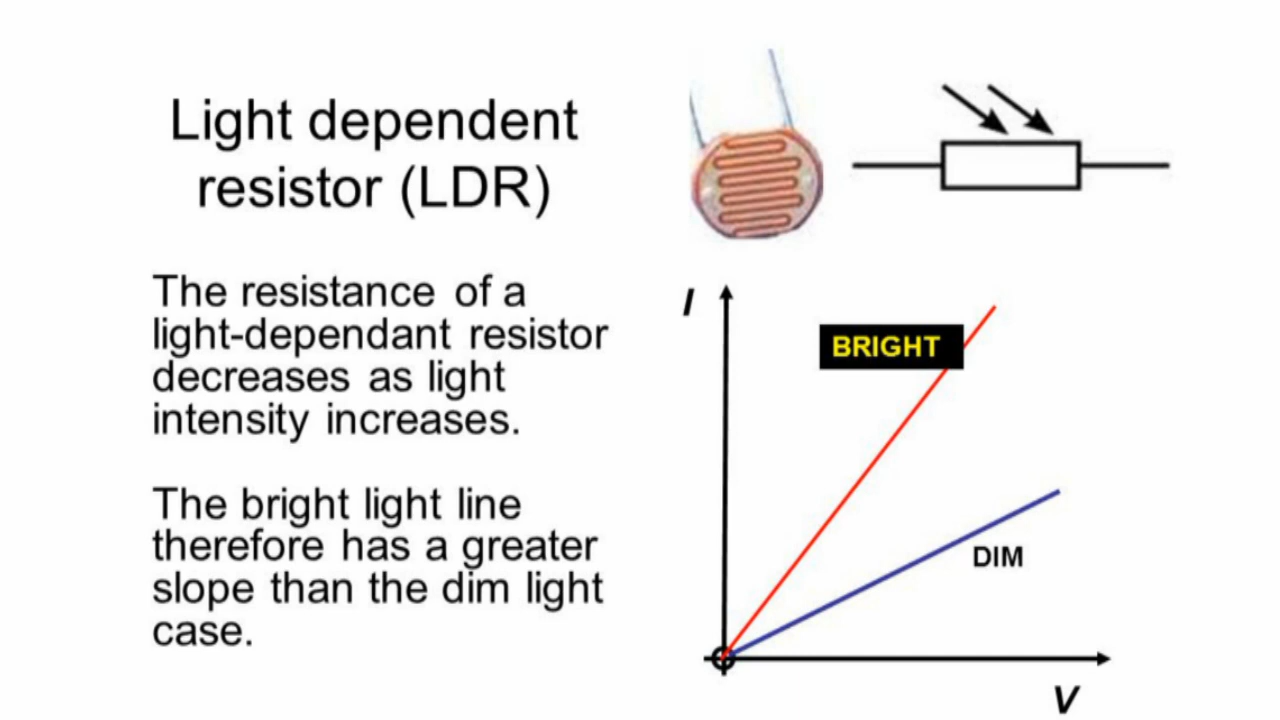 Light dependent
resistor (LDR)
The resistance of a
light-dependant resistor
decreases as light
intensity increases.
The bright light line
therefore has a greater
slope than the dim light
case.
I
BRIGHT
DIM
V